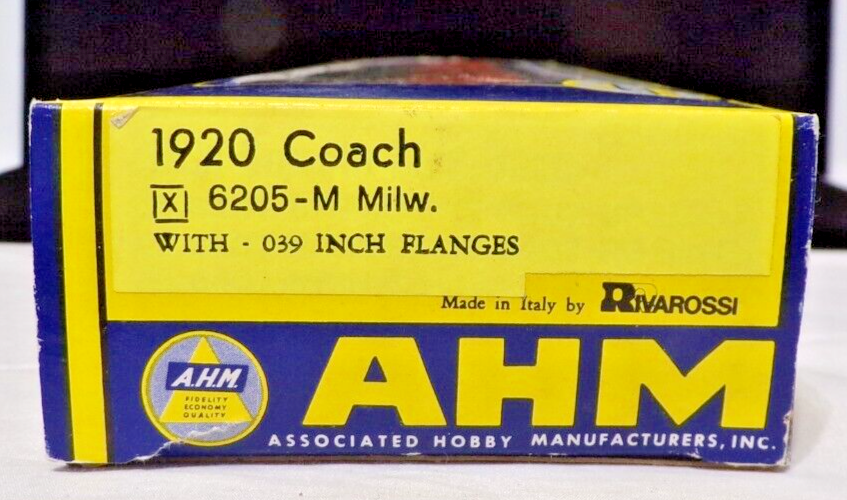 1920 Coach
X 6205-M Milw.
WITH - 039 INCH FLANGES
Made in Italy by RIVAROSSI
A.H.M.
FIDELITY
ECONOMY
QUALITY
AHM
ASSOCIATED HOBBY MANUFACTURERS, INC.